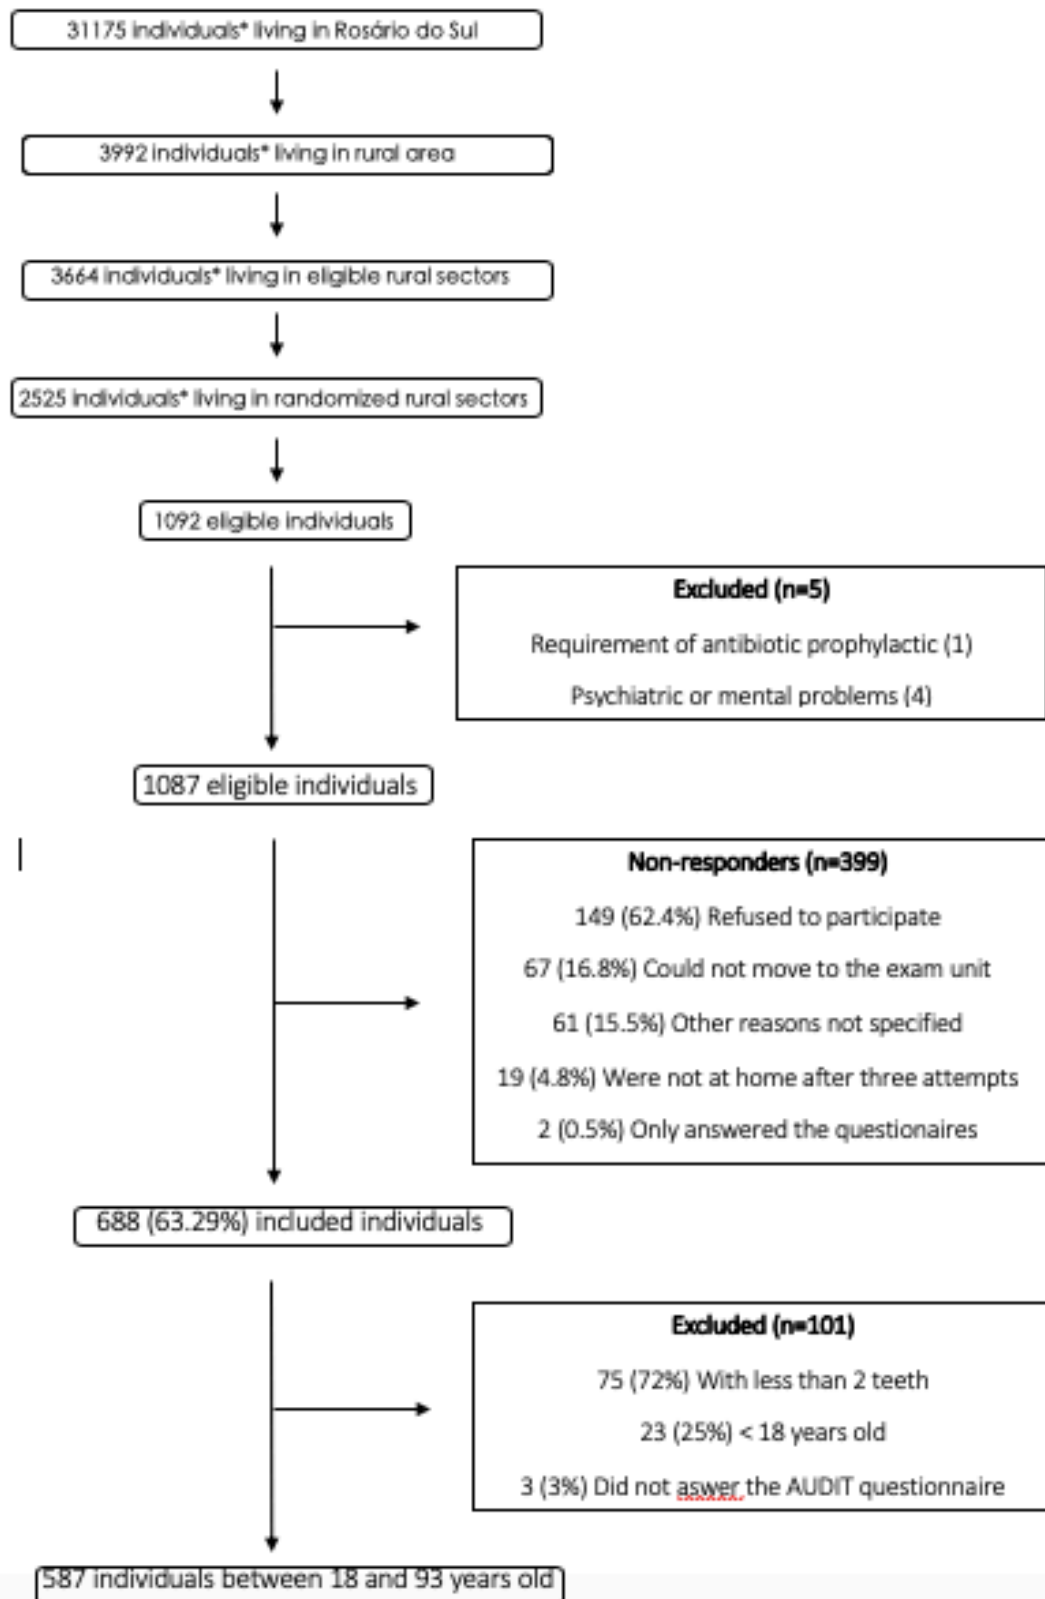 31175 individuals* living in Rosário do Sul
3992 individuals* living in rural area
3664 individuals* living in eligible rural sectors
2525 individuals* living in randomized rural sectors
1092 eligible individuals
Excluded (n=5)
Requirement of antibiotic prophylactic (1)
Psychiatric or mental problems (4)
1087 eligible individuals
Non-responders (n=399)
149 (62.4%) Refused to participate
67 (16.8%) Could not move to the exam unit
61 (15.5%) Other reasons not specified
19 (4.8%) Were not at home after three attempts
2 (0.5%) Only answered the questionaires
688 (63.29%) included individuals
Excluded (n=101)
75 (72%) With less than 2 teeth
23 (25%) < 18 years old
3 (3%) Did not aswer the AUDIT questionnaire
587 individuals between 18 and 93 years old